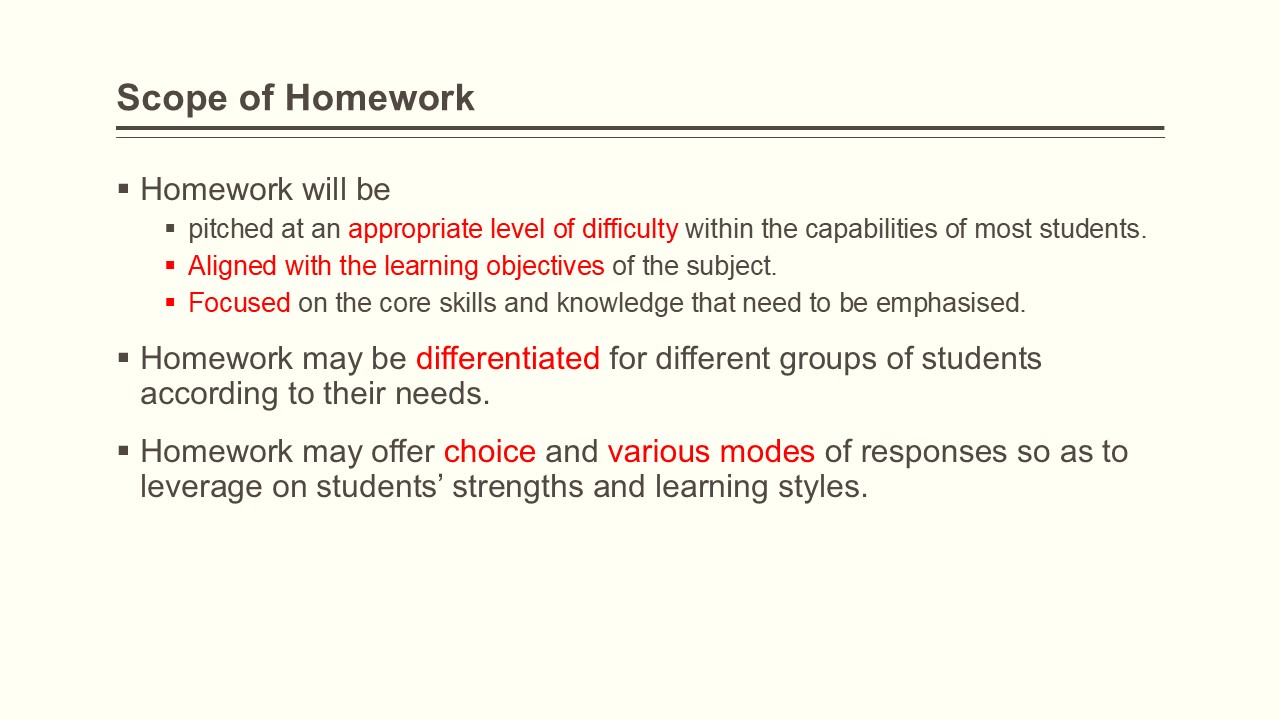 Scope of Homework
▪ Homework will be
▪ pitched at an appropriate level of difficulty within the capabilities of most students.
▪ Aligned with the learning objectives of the subject.
▪ Focused on the core skills and knowledge that need to be emphasised.
▪ Homework may be differentiated for different groups of students
according to their needs.
▪ Homework may offer choice and various modes of responses so as to
leverage on students’ strengths and learning styles.